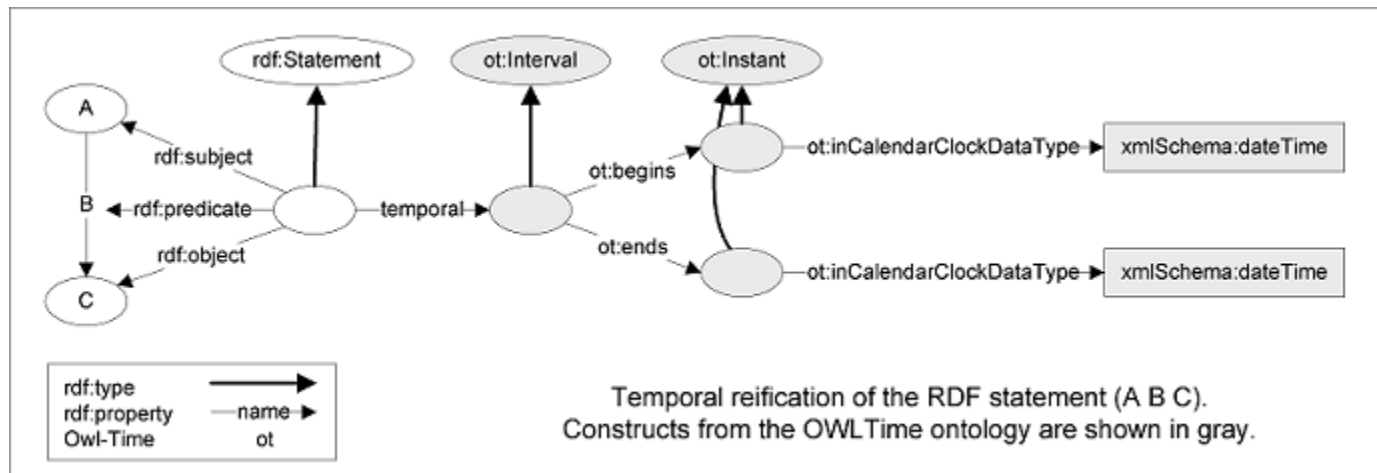 rdf:Statement
ot:Interval
ot:Instant
A
rdf:subject
ot:begins
ot:inCalendarClockDataType
xmlSchema:dateTime
B
rdf:predicate
temporal
rdf:object
ot:ends
ot:inCalendarClockDataType
xmlSchema:dateTime
C
rdf:type
rdf:property name
Owl-Time ot
Temporal reification of the RDF statement (A B C).
Constructs from the OWLTime ontology are shown in gray.